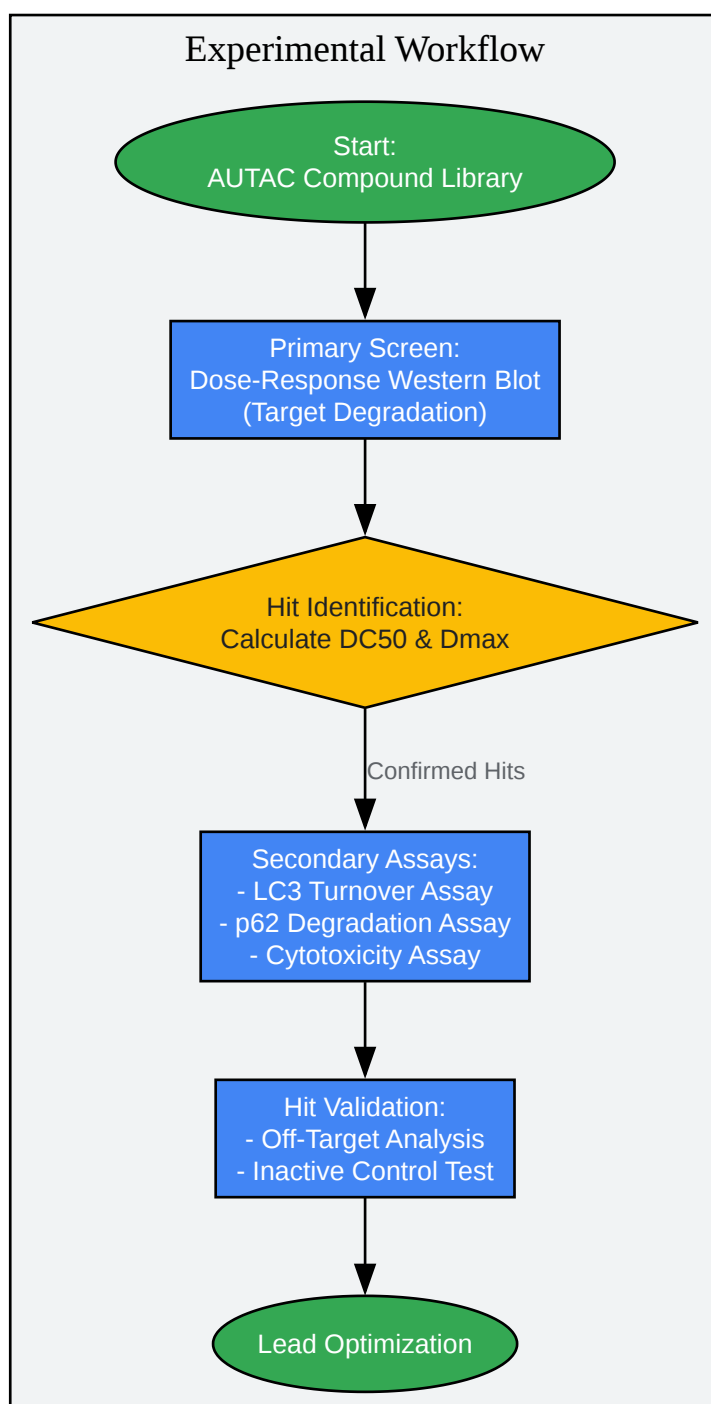 Experimental Workflow
Start:
AUTAC Compound Library
Primary Screen:
Dose-Response Western Blot
(Target Degradation)
Hit Identification:
Calculate DC50 & Dmax
Confirmed Hits
Secondary Assays:
- LC3 Turnover Assay
- p62 Degradation Assay
- Cytotoxicity Assay
Hit Validation:
- Off-Target Analysis
- Inactive Control Test
Lead Optimization